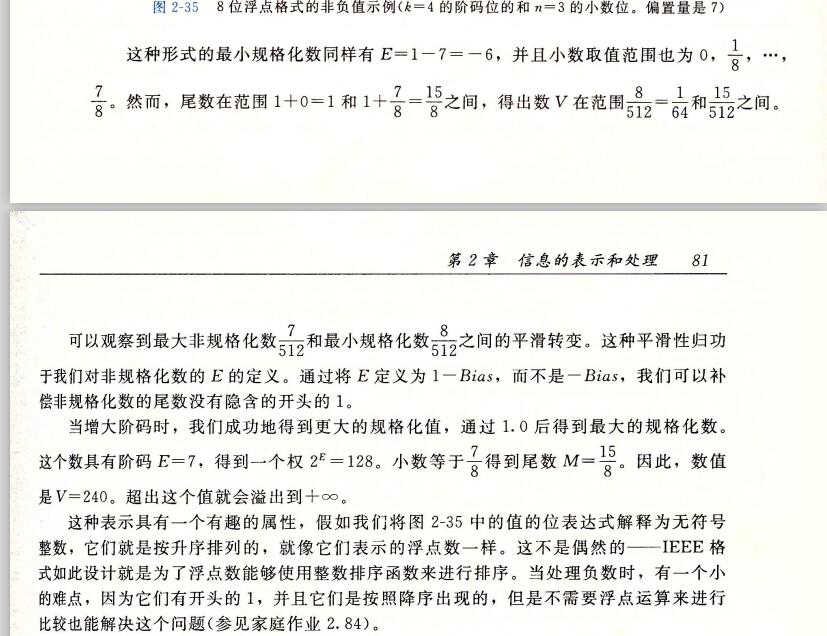 图 2-35 8 位浮点格式的非负值示例(k=4 的阶码位的和 n=3 的小数位。偏置量是 7)
这种形式的最小规格化数同样有 E=1-7=-6，并且小数取值范围也为 0，1/8，…，
7/8。然而，尾数在范围 1+0=1 和 1+7/8=15/8之间，得出数 V 在范围8/512=1/64和15/512之间。
第 2 章 信息的表示和处理 81
可以观察到最大非规格化数7/512和最小规格化数8/512之间的平滑转变。这种平滑性归功
于我们对非规格化数的 E 的定义。通过将 E 定义为 1-Bias，而不是-Bias，我们可以补
偿非规格化数的尾数没有隐含的开头的 1。
当增大阶码时，我们成功地得到更大的规格化值，通过 1.0 后得到最大的规格化数。
这个数具有阶码 E=7，得到一个权 2^E=128。小数等于7/8得到尾数 M=15/8。因此，数值
是V=240。超出这个值就会溢出到+∞。
这种表示具有一个有趣的属性，假如我们将图 2-35 中的值的位表达式解释为无符号
整数，它们就是按升序排列的，就像它们表示的浮点数一样。这不是偶然的——IEEE 格
式如此设计就是为了浮点数能够使用整数排序函数来进行排序。当处理负数时，有一个小
的难点，因为它们有开头的 1，并且它们是按照降序出现的，但是不需要浮点运算来进行
比较也能解决这个问题(参见家庭作业 2.84)。